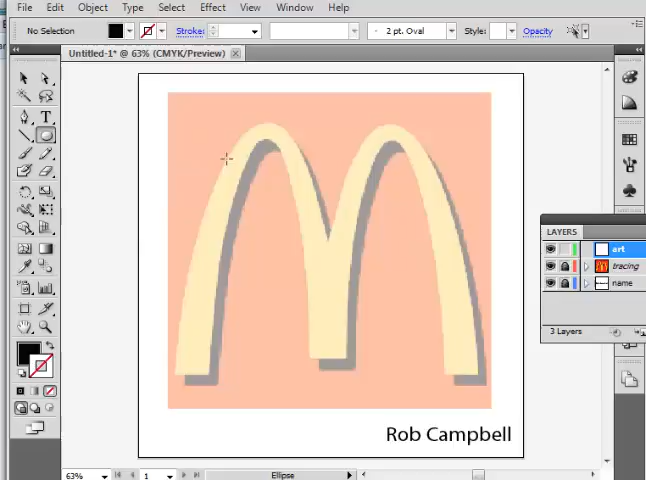 File Edit Object Type Select Effect View Window Help
No Selection Stroke: 2 pt. Oval Style: Opacity
Untitled-1* @ 63% (CMYK/Preview)
LAYERS
art
tracing
name
3 Layers
Rob Campbell
63% 1 Ellipse